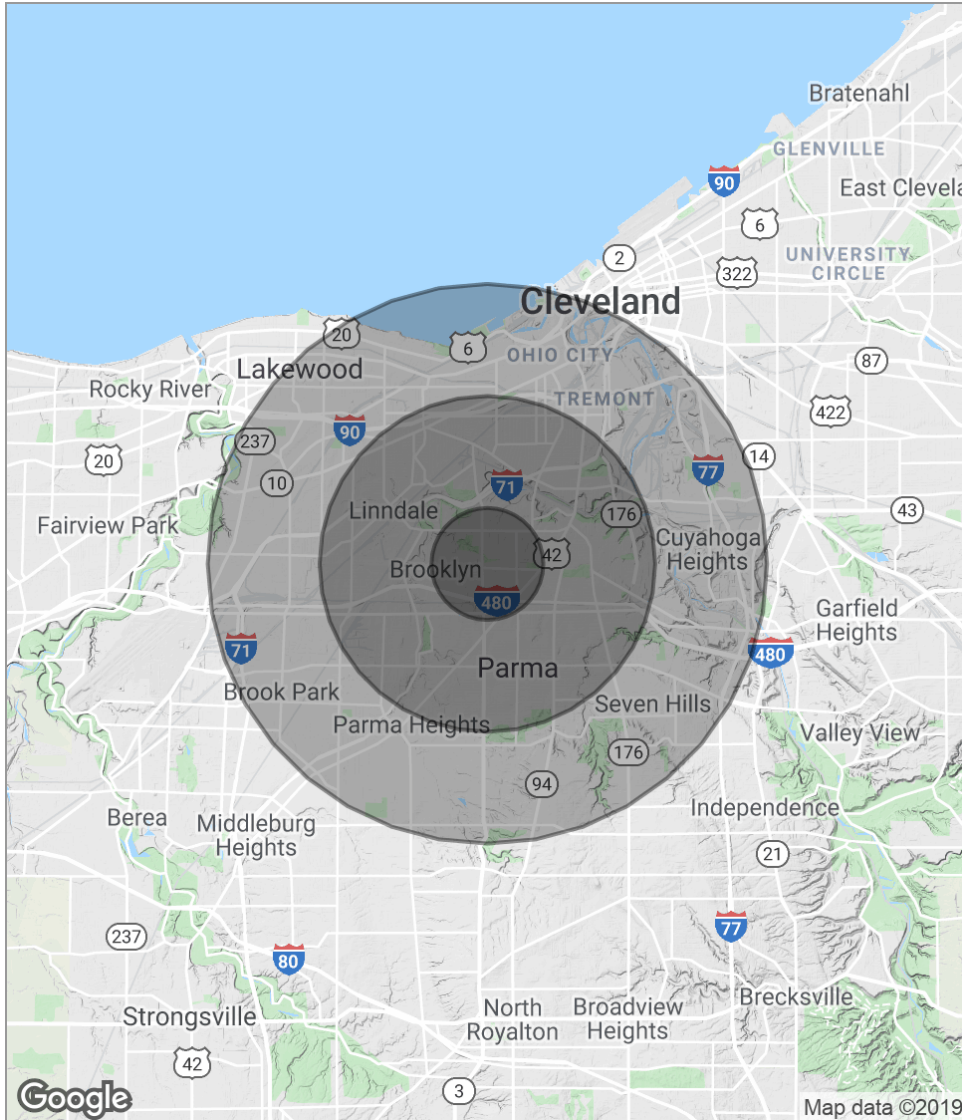 Bratenahl
GLENVILLE
90
East Clevela
6
2
UNIVERSITY
CIRCLE
322
Cleveland
20
6
OHIO CITY
87
Lakewood
Rocky River
TREMONT
422
90
237
14
20
10
71
77
Linndale
176
43
Fairview Park
42
Cuyahoga
Heights
Brooklyn
480
Garfield
Heights
71
480
Parma
Brook Park
Seven Hills
Parma Heights
Valley View
176
94
Independence
Berea
Middleburg
Heights
21
77
237
80
Brecksville
North
Royalton
Broadview
Heights
Strongsville
42
3
Google
Map data ©2019